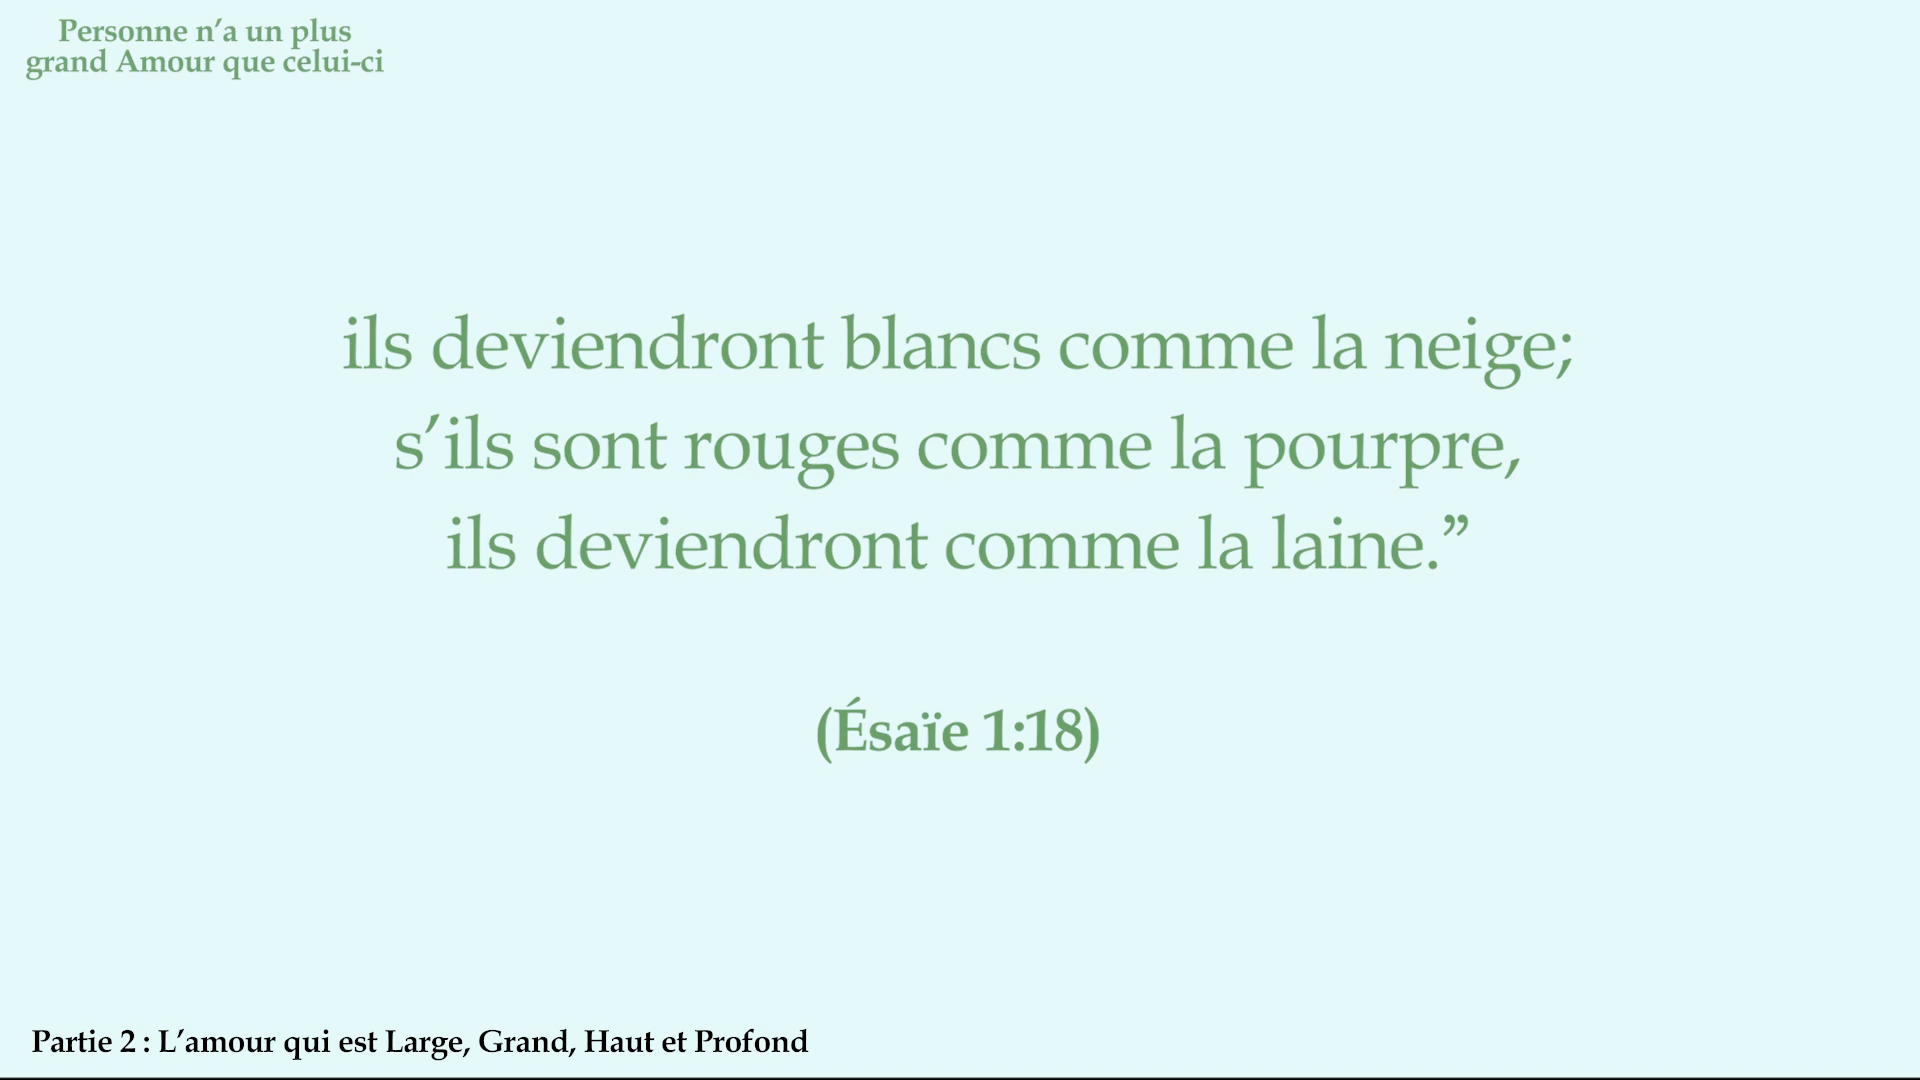 Personne n’a un plus
grand Amour que celui-ci
ils deviendront blancs comme la neige;
s’ils sont rouges comme la pourpre,
ils deviendront comme la laine.”
(Ésaïe 1:18)
Partie 2 : L’amour qui est Large, Grand, Haut et Profond